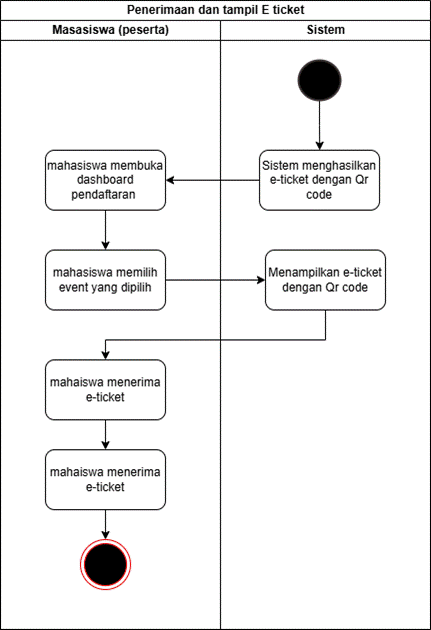 Penerimaan dan tampil E ticket
Masasiswa (peserta)
Sistem
Sistem menghasilkan
e-ticket dengan Qr
code
mahasiswa membuka
dashboard
pendaftaran
mahasiswa memilih
event yang dipilih
Menampilkan e-ticket
dengan Qr code
mahaiswa menerima
e-ticket
mahaiswa menerima
e-ticket